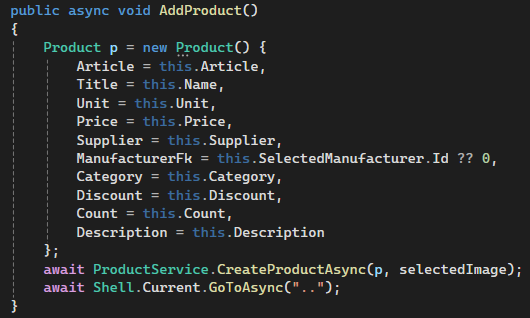 public async void AddProduct()
{
    Product p = new Product() {
        Article = this.Article,
        Title = this.Name,
        Unit = this.Unit,
        Price = this.Price,
        Supplier = this.Supplier,
        ManufacturerFk = this.SelectedManufacturer.Id ?? 0,
        Category = this.Category,
        Discount = this.Discount,
        Count = this.Count,
        Description = this.Description
    };
    await ProductService.CreateProductAsync(p, selectedImage);
    await Shell.Current.GoToAsync("..");
}